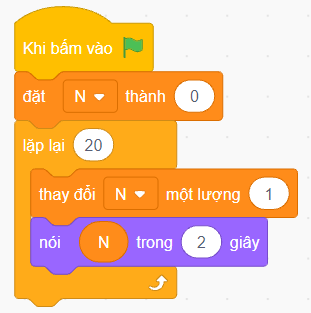 Khi bấm vào
đặt N thành 0
lặp lại 20
thay đổi N một lượng 1
nói N trong 2 giây